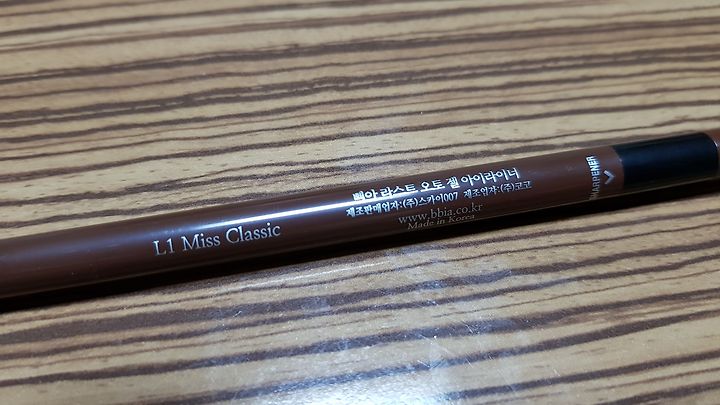 L1 Miss Classic
삐아 라스트 오토 젤 아이라이너
제조판매업자:(주)스카이007 제조업자:(주)코코
www.bbia.co.kr
Made in Korea